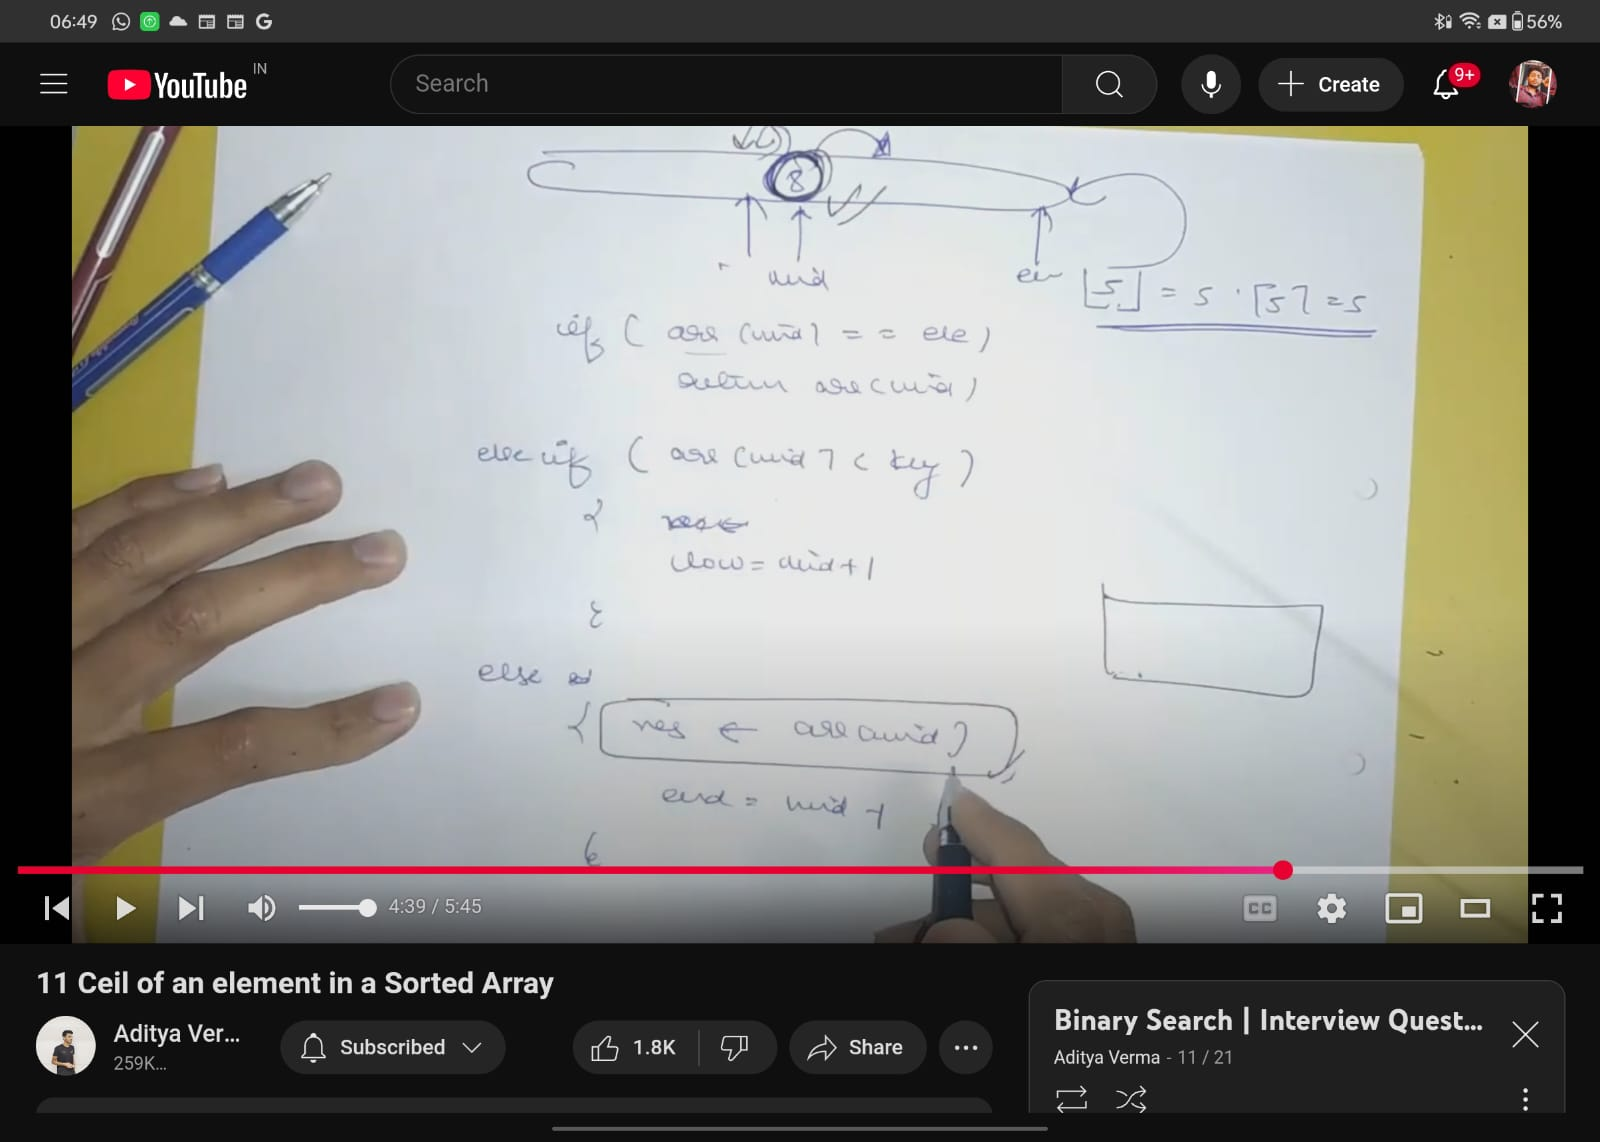 06:49
56%
YouTube IN
Search
Create
9+
8
mid
⌊5⌋ = 5 . ⌈5⌉ = 5
if ( arr (mid] = = ele )
return arr (mid)
else if ( arr (mid ] < key )
{
low = mid + 1
}
else
{ res ← arr (mid)
end = mid - 1
4:39 / 5:45
CC
11 Ceil of an element in a Sorted Array
Aditya Ver...
259K...
Subscribed
1.8K
Share
Binary Search | Interview Quest...
Aditya Verma - 11 / 21